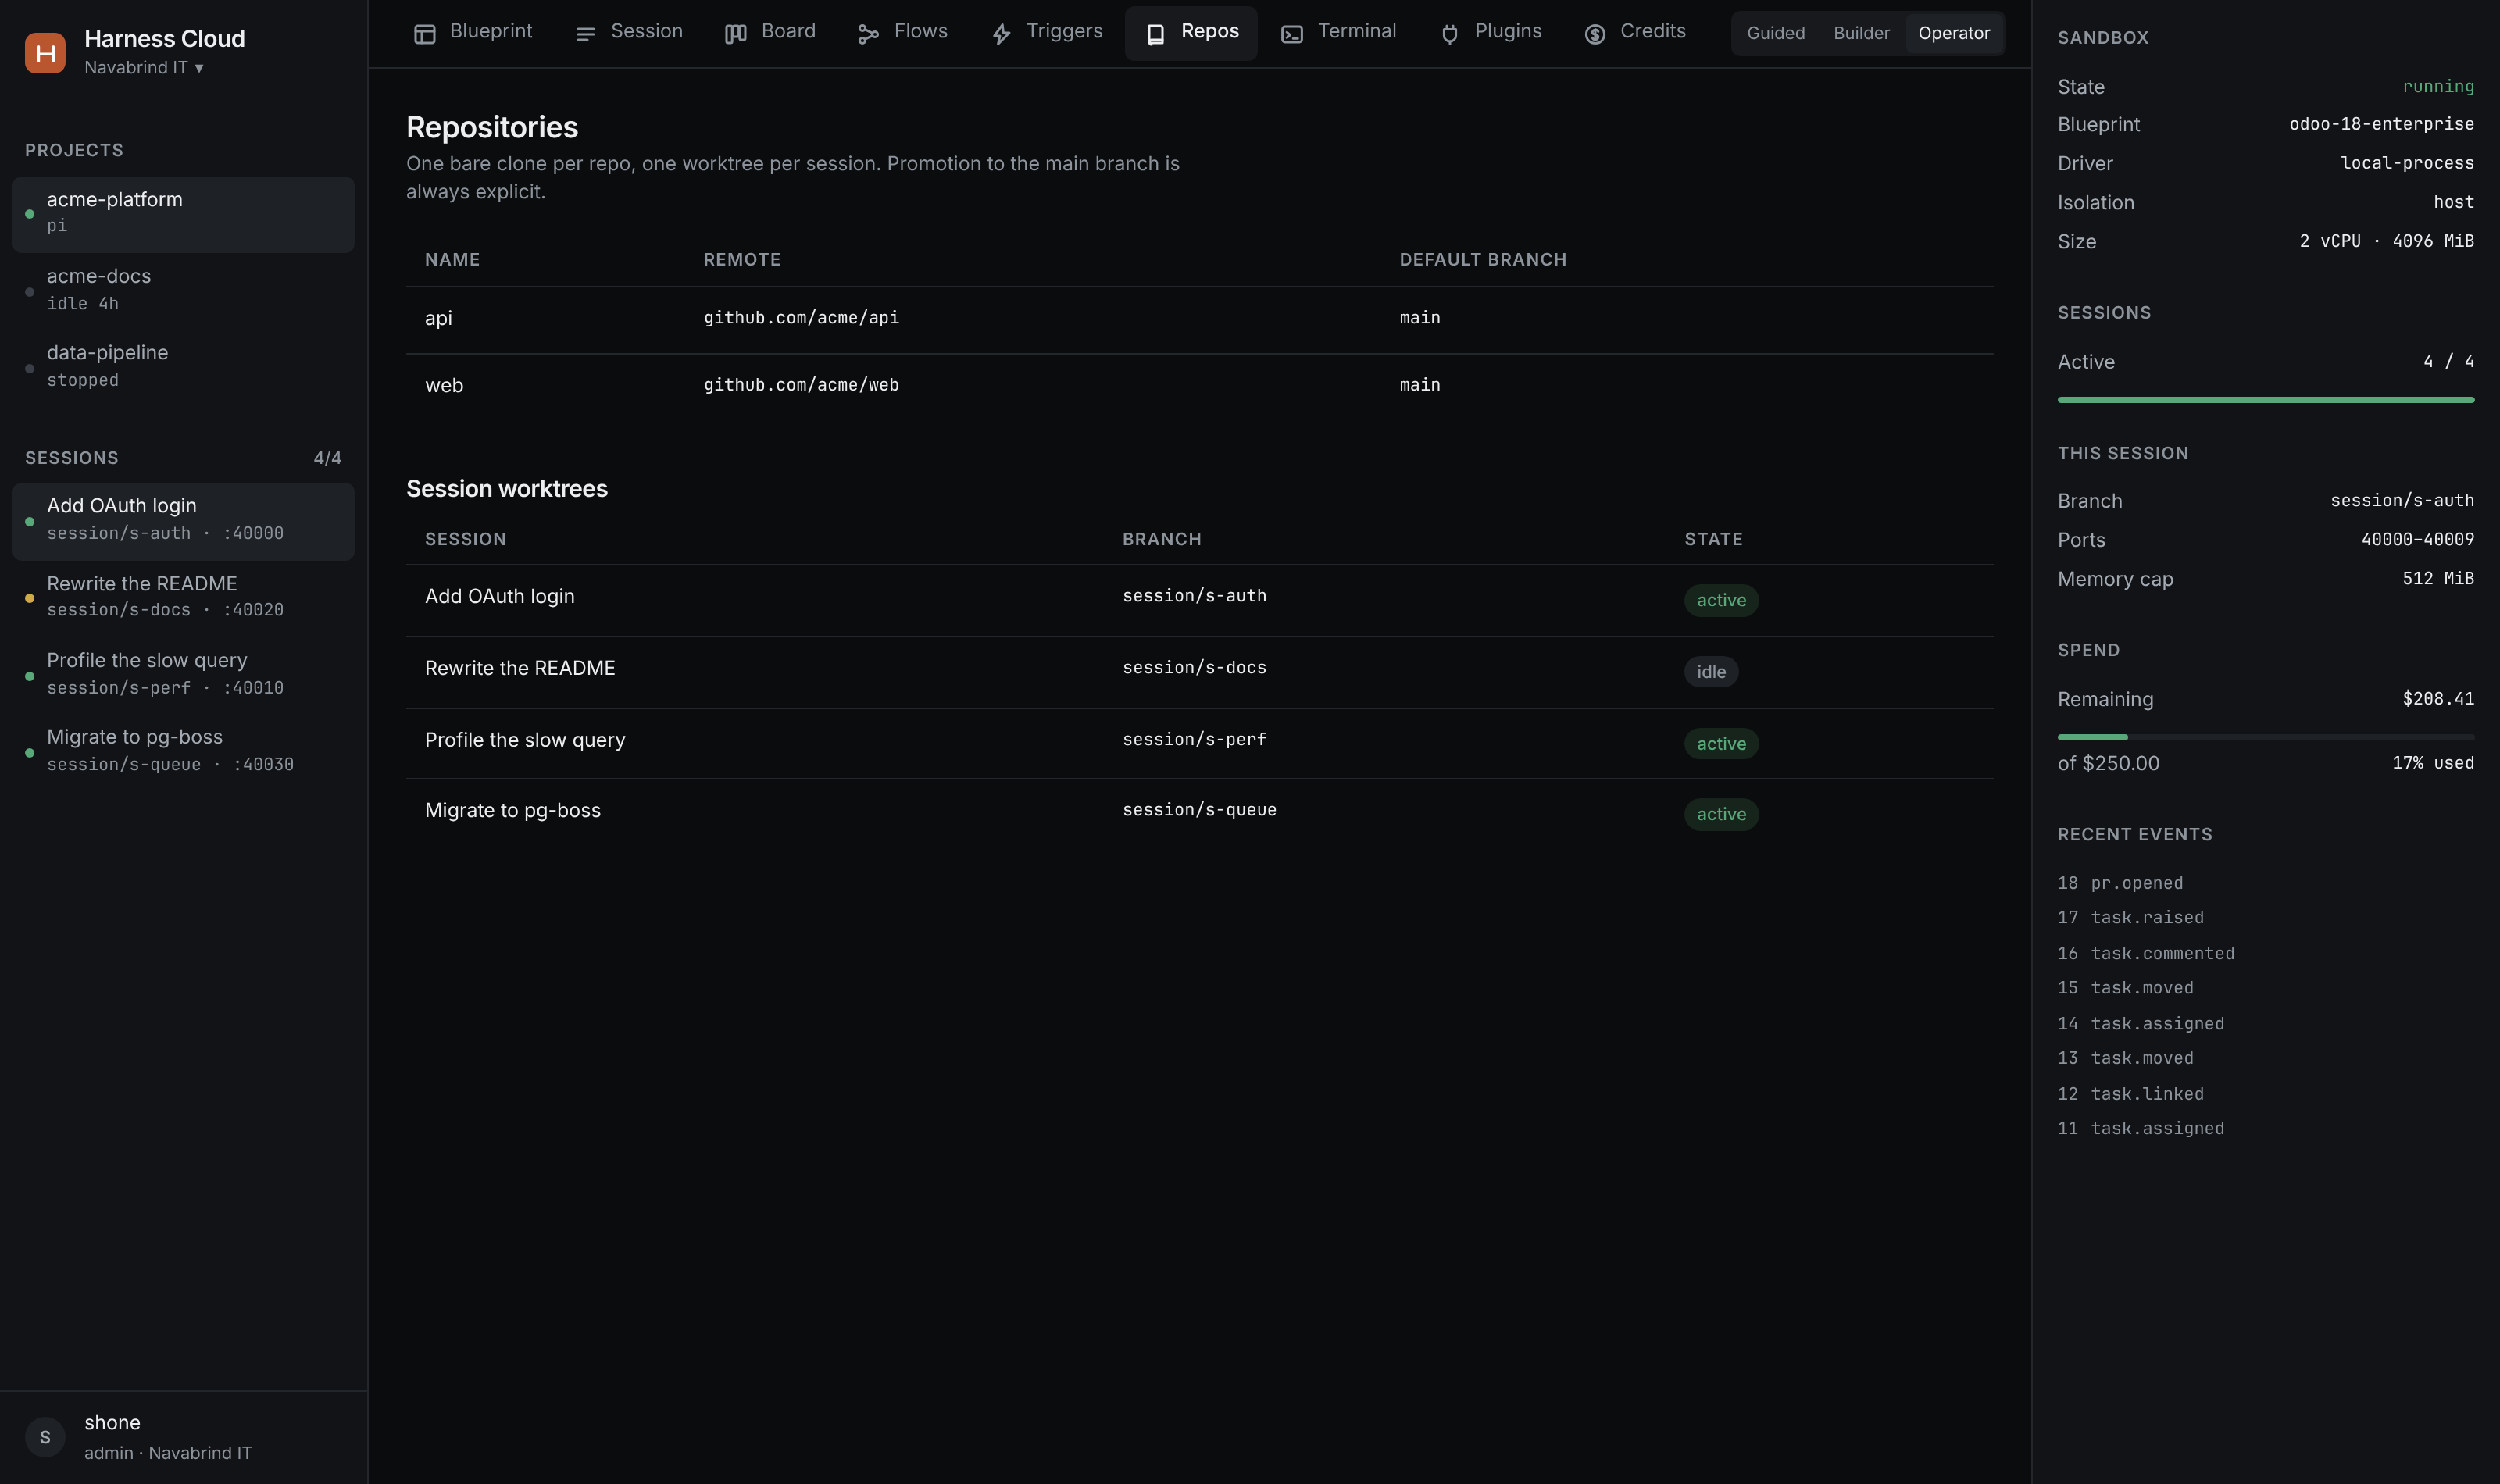 Harness Cloud
Navabrind IT ▾
PROJECTS
acme-platform
pi
acme-docs
idle 4h
data-pipeline
stopped
SESSIONS 4/4
Add OAuth login
session/s-auth · :40000
Rewrite the README
session/s-docs · :40020
Profile the slow query
session/s-perf · :40010
Migrate to pg-boss
session/s-queue · :40030
S
shone
admin · Navabrind IT
Blueprint Session Board Flows Triggers Repos Terminal Plugins Credits Guided Builder Operator
Repositories
One bare clone per repo, one worktree per session. Promotion to the main branch is
always explicit.
NAME REMOTE DEFAULT BRANCH
api github.com/acme/api main
web github.com/acme/web main
Session worktrees
SESSION BRANCH STATE
Add OAuth login session/s-auth active
Rewrite the README session/s-docs idle
Profile the slow query session/s-perf active
Migrate to pg-boss session/s-queue active
SANDBOX
State running
Blueprint odoo-18-enterprise
Driver local-process
Isolation host
Size 2 vCPU · 4096 MiB
SESSIONS
Active 4 / 4
THIS SESSION
Branch session/s-auth
Ports 40000–40009
Memory cap 512 MiB
SPEND
Remaining $208.41
of $250.00 17% used
RECENT EVENTS
18 pr.opened
17 task.raised
16 task.commented
15 task.moved
14 task.assigned
13 task.moved
12 task.linked
11 task.assigned